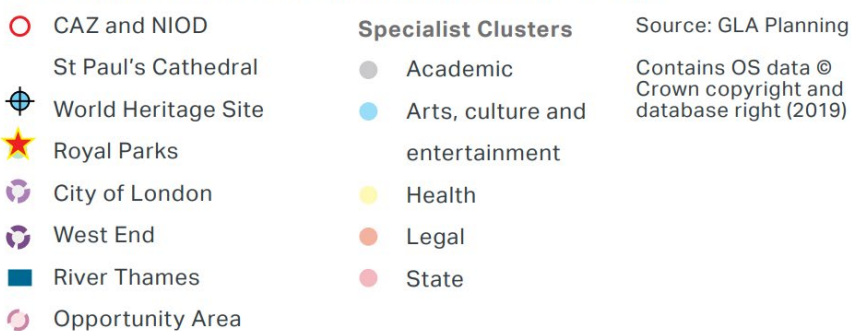 CAZ and NIOD
St Paul's Cathedral
World Heritage Site
Royal Parks
City of London
West End
River Thames
Opportunity Area
Specialist Clusters
Academic
Arts, culture and
entertainment
Health
Legal
State
Source: GLA Planning
Contains OS data ©
Crown copyright and
database right (2019)